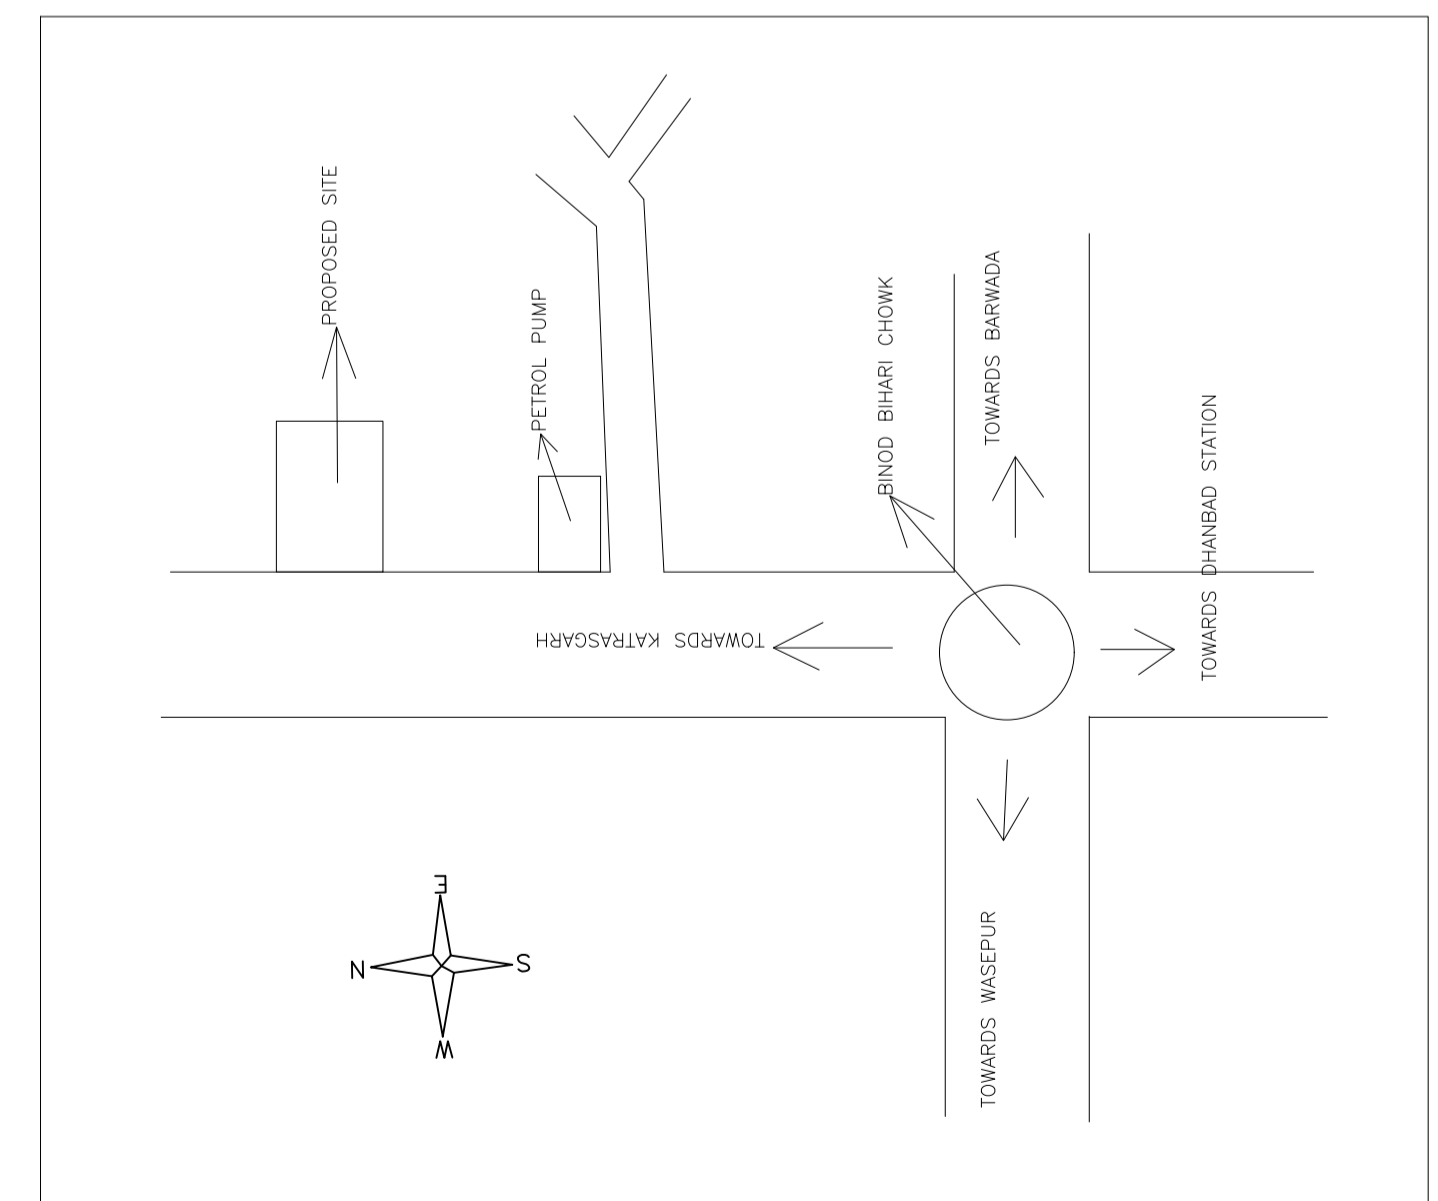 PROPOSED SITE
PETROL PUMP
BINOD BIHARI CHOWK
TOWARDS BARWADA
TOWARDS DHANBAD STATION
TOWARDS KATRASGARH
TOWARDS WASEPUR
E
N
S
W